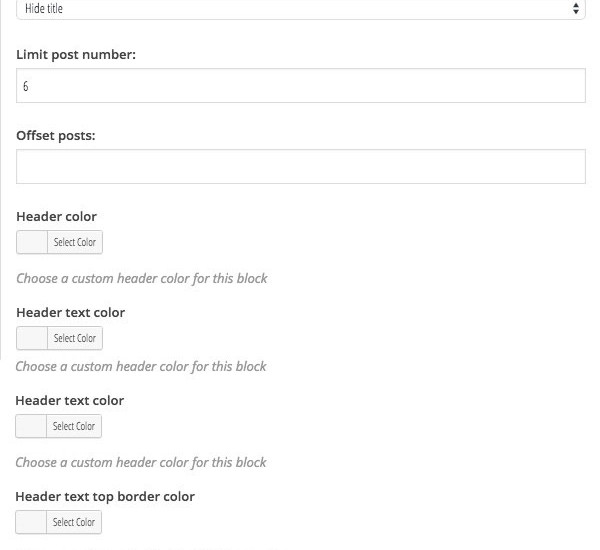 Hide title
Limit post number:
6
Offset posts:
Header color
Select Color
Choose a custom header color for this block
Header text color
Select Color
Choose a custom header color for this block
Header text color
Select Color
Choose a custom header color for this block
Header text top border color
Select Color